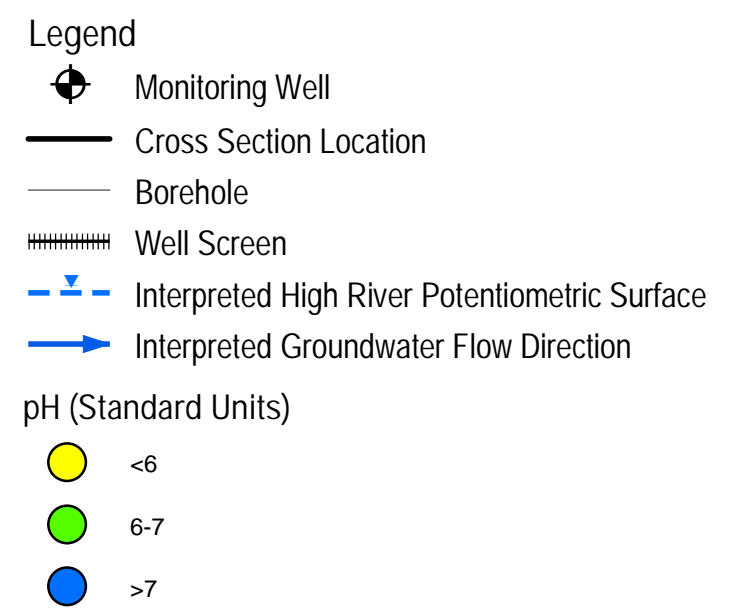 Legend
Monitoring Well
Cross Section Location
Borehole
Well Screen
Interpreted High River Potentiometric Surface
Interpreted Groundwater Flow Direction
pH (Standard Units)
<6
6-7
>7